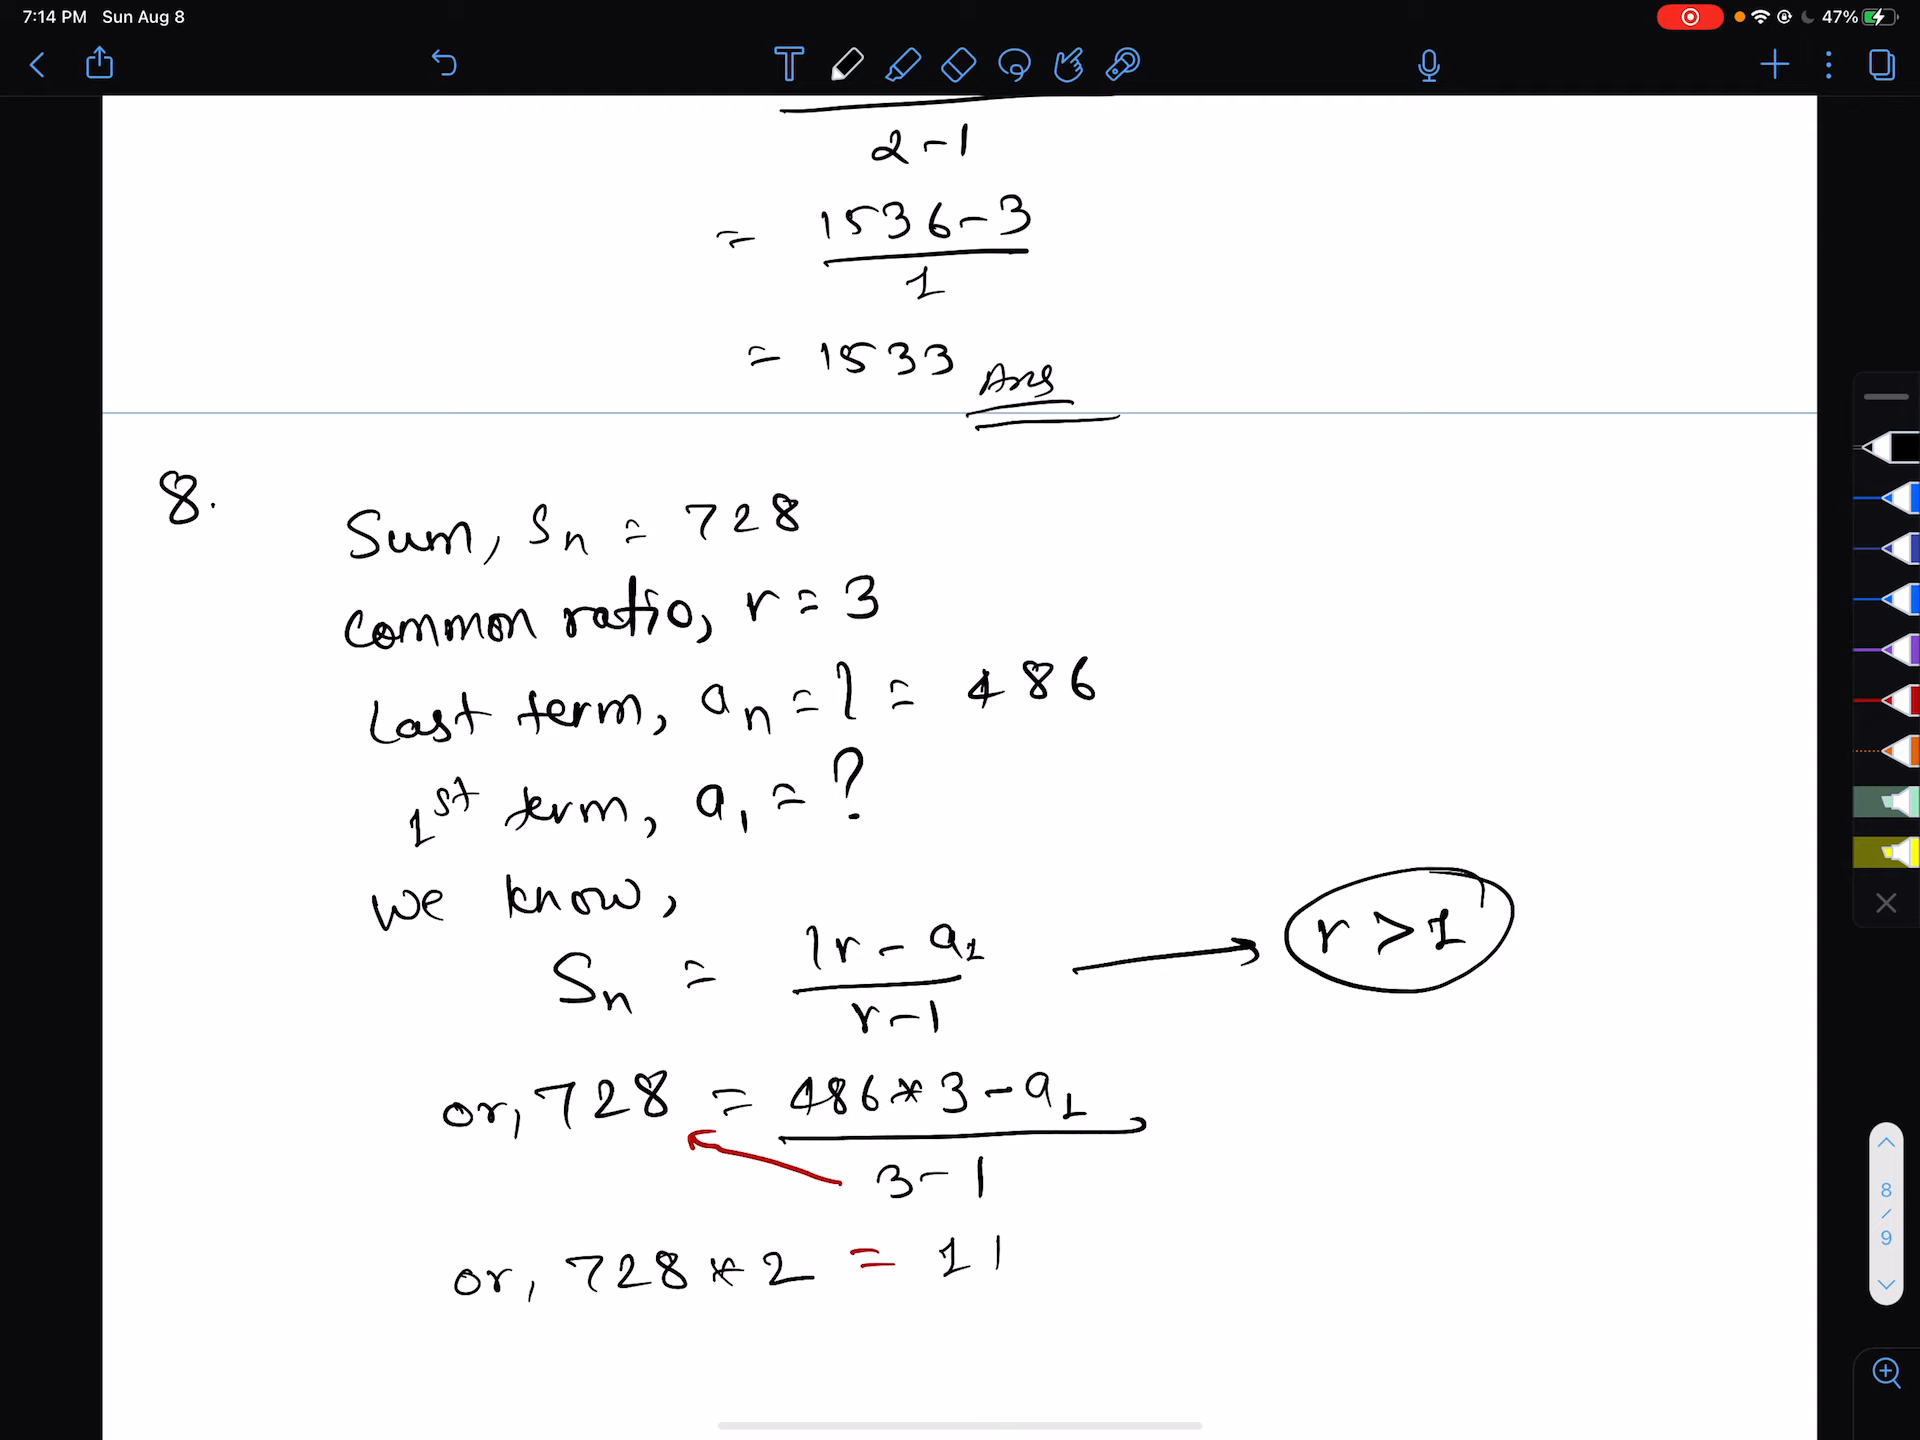 7:14 PM Sun Aug 8
47%
2-1
= 1536-3
1
= 1533 Ans
8.
Sum, Sn = 728
common ratio, r = 3
Last term, an = l = 486
1st term, a1 = ?
we know,
Sn = lr - a1
r-1
r > 1
or, 728 = 486*3-a1
3-1
or, 728*2 = 11
8
/
9